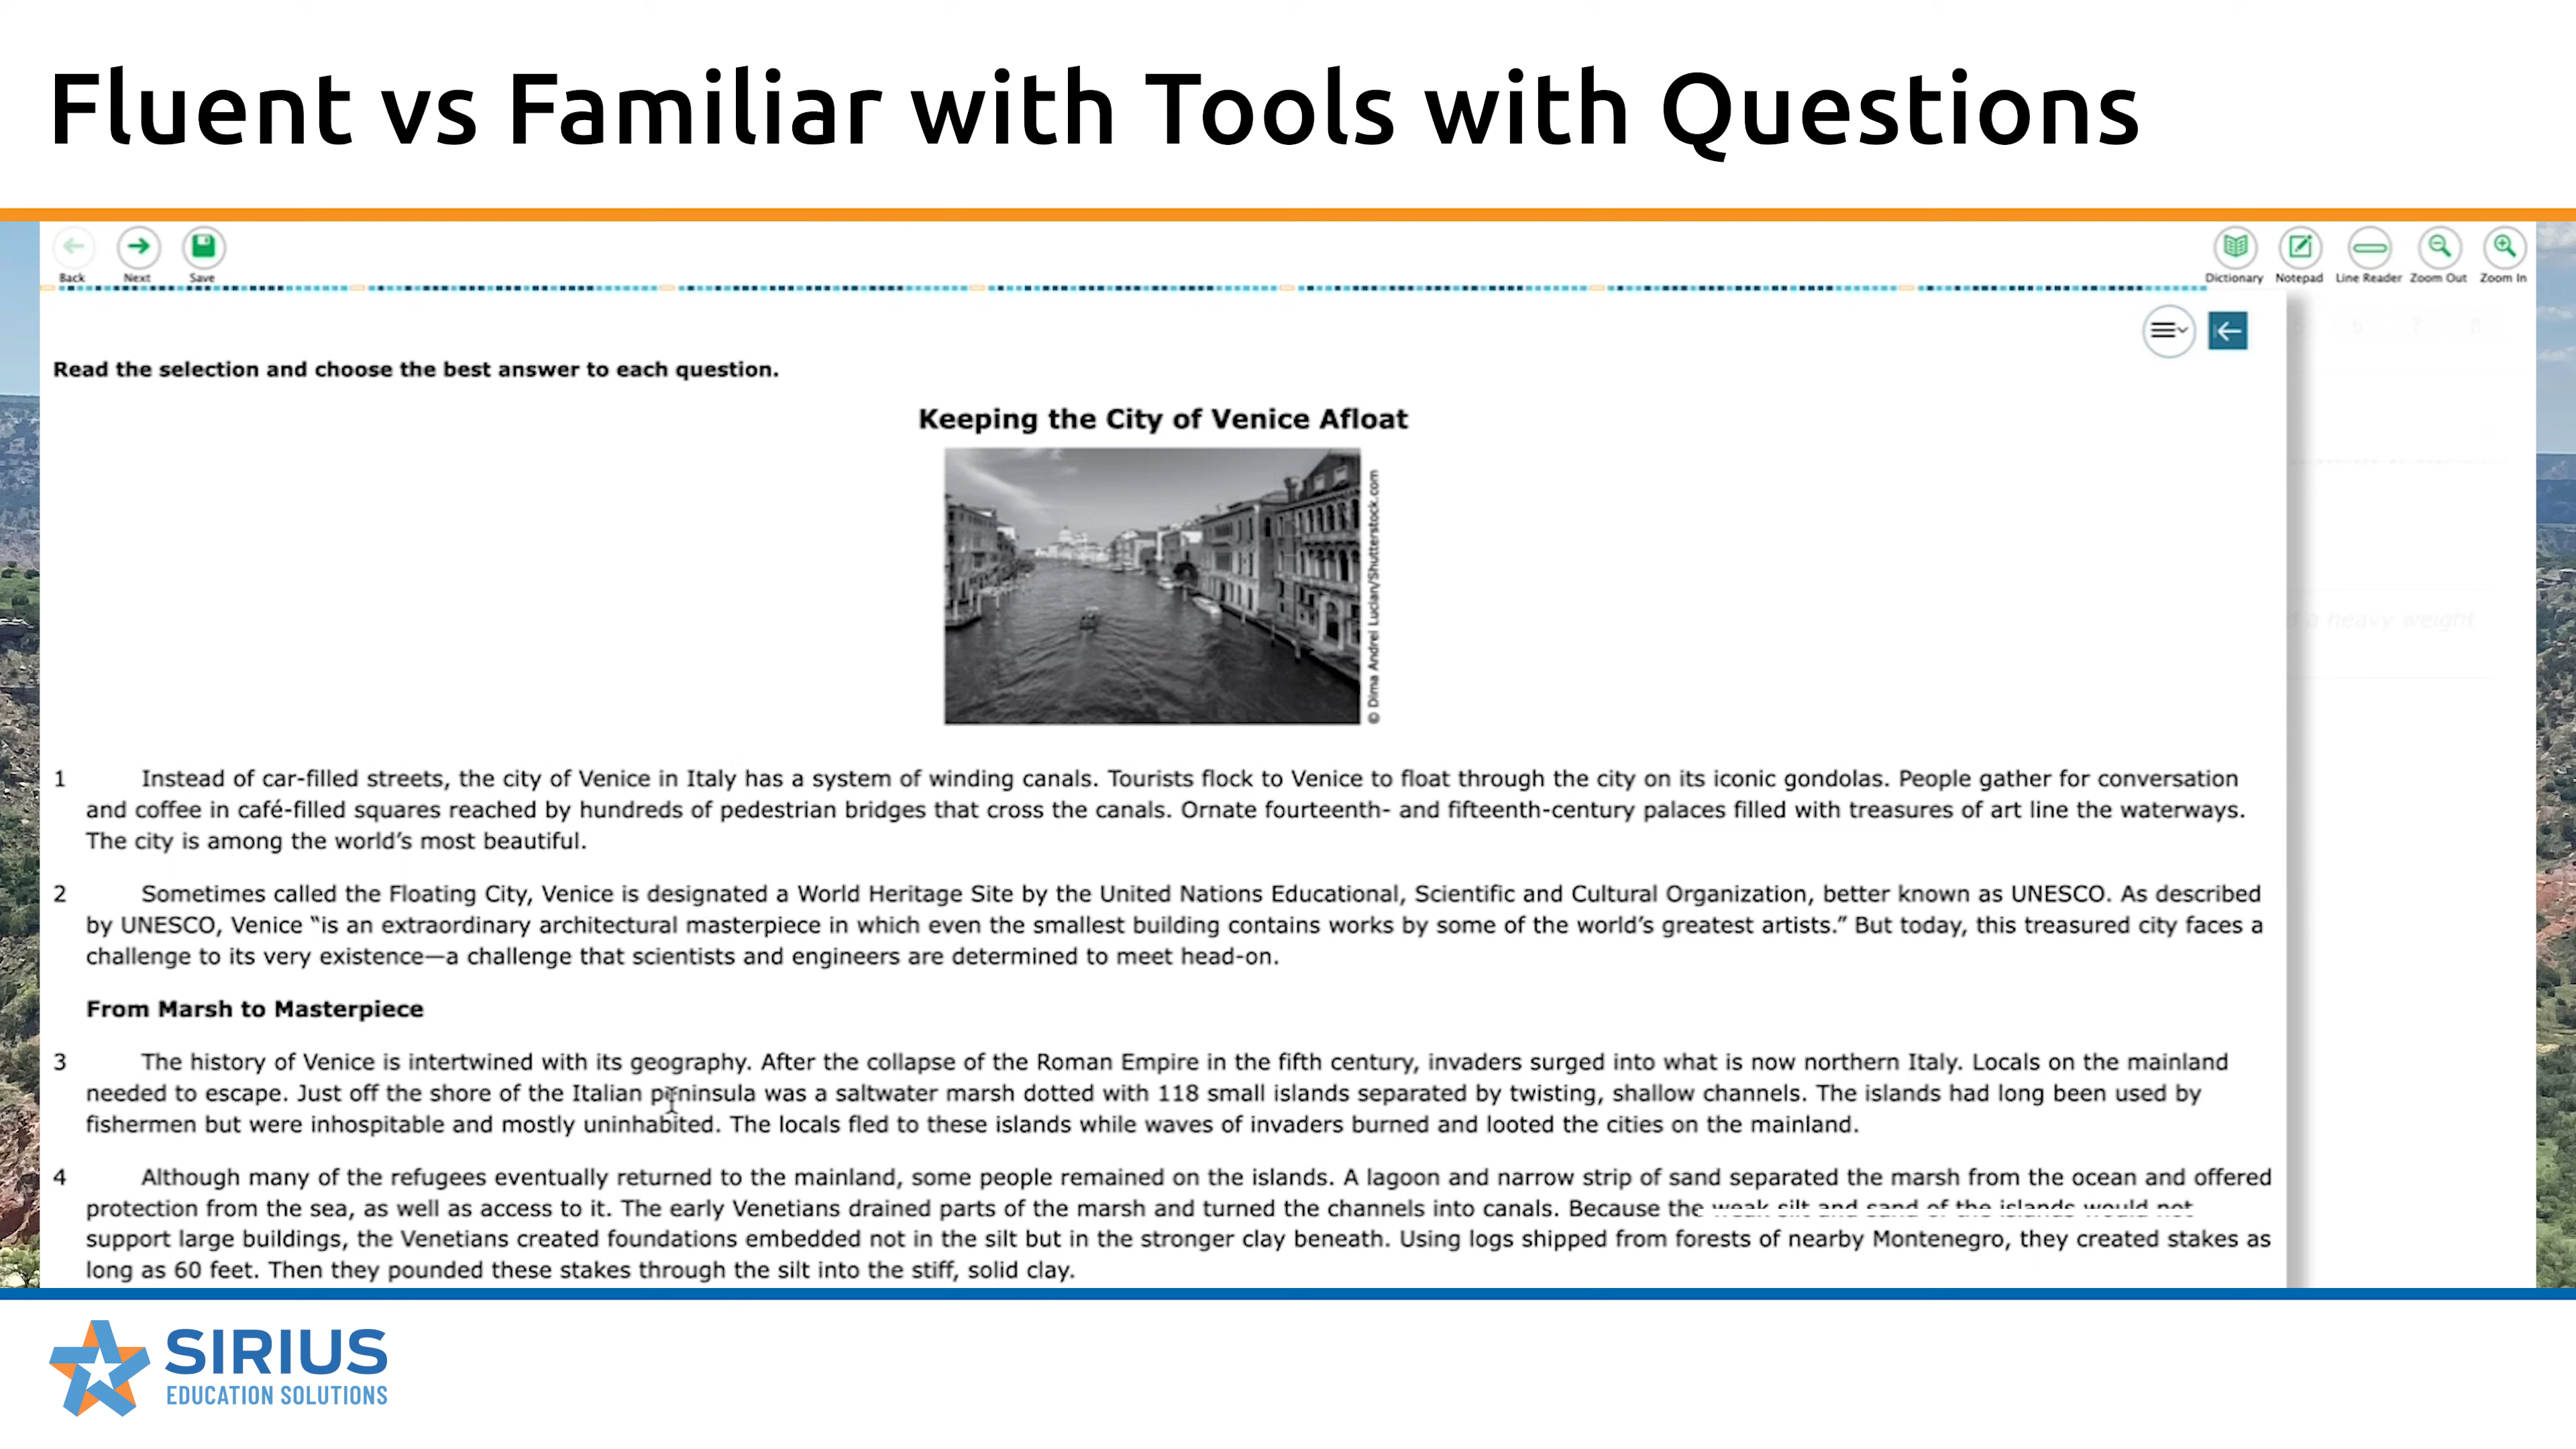 Fluent vs Familiar with Tools with Questions
Back Next Save Dictionary Notepad Line Reader Zoom Out Zoom In
6 7 8
Read the selection and choose the best answer to each question.
Keeping the City of Venice Afloat
© Dima Andrei Lucian/Shutterstock.com
a heavy weight
1 Instead of car-filled streets, the city of Venice in Italy has a system of winding canals. Tourists flock to Venice to float through the city on its iconic gondolas. People gather for conversation
and coffee in café-filled squares reached by hundreds of pedestrian bridges that cross the canals. Ornate fourteenth- and fifteenth-century palaces filled with treasures of art line the waterways.
The city is among the world's most beautiful.
2 Sometimes called the Floating City, Venice is designated a World Heritage Site by the United Nations Educational, Scientific and Cultural Organization, better known as UNESCO. As described
by UNESCO, Venice "is an extraordinary architectural masterpiece in which even the smallest building contains works by some of the world's greatest artists." But today, this treasured city faces a
challenge to its very existence—a challenge that scientists and engineers are determined to meet head-on.
From Marsh to Masterpiece
3 The history of Venice is intertwined with its geography. After the collapse of the Roman Empire in the fifth century, invaders surged into what is now northern Italy. Locals on the mainland
needed to escape. Just off the shore of the Italian peninsula was a saltwater marsh dotted with 118 small islands separated by twisting, shallow channels. The islands had long been used by
fishermen but were inhospitable and mostly uninhabited. The locals fled to these islands while waves of invaders burned and looted the cities on the mainland.
4 Although many of the refugees eventually returned to the mainland, some people remained on the islands. A lagoon and narrow strip of sand separated the marsh from the ocean and offered
protection from the sea, as well as access to it. The early Venetians drained parts of the marsh and turned the channels into canals. Because the weak silt and sand of the islands would not
support large buildings, the Venetians created foundations embedded not in the silt but in the stronger clay beneath. Using logs shipped from forests of nearby Montenegro, they created stakes as
long as 60 feet. Then they pounded these stakes through the silt into the stiff, solid clay.
SIRIUS
EDUCATION SOLUTIONS